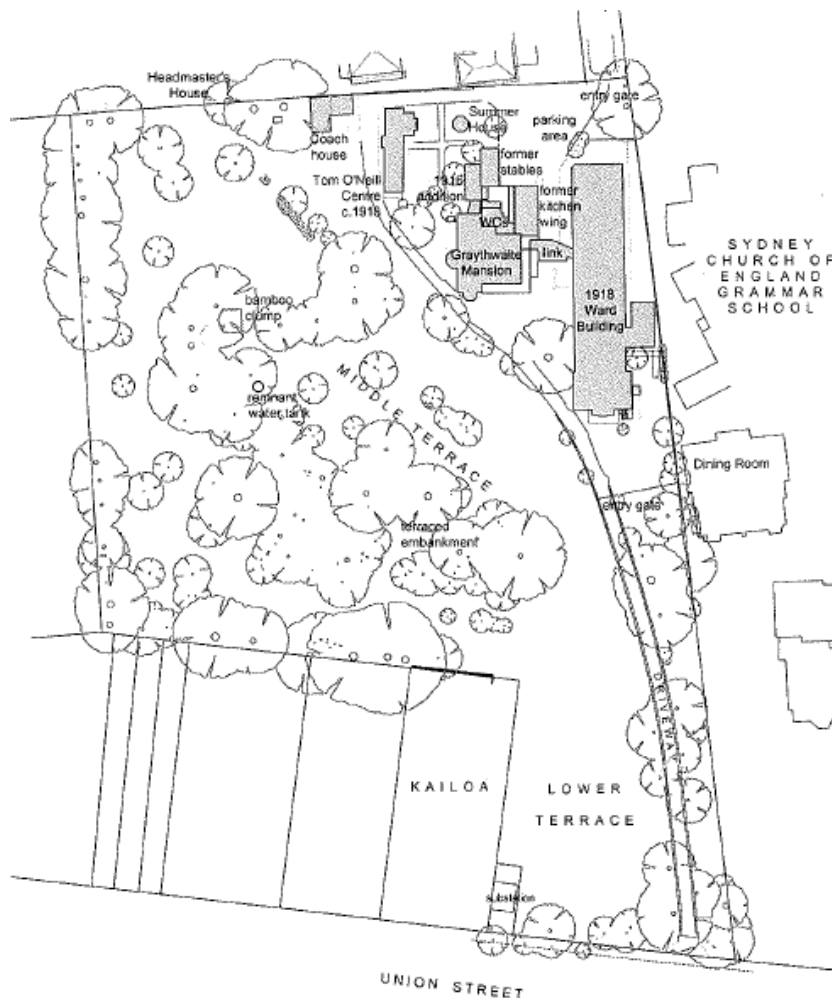 Headmaster's
House
Coach
house
Summer
House
entry gate
parking
area
former
stables
Tom O'Neill
Centre
c.1918
1916
addition
former
kitchen
wing
WCs
Graythwaite
Mansion
link
1918
Ward
Building
SYDNEY
CHURCH OF
ENGLAND
GRAMMAR
SCHOOL
bamboo
clump
MIDDLE TERRACE
remnant
water tank
Dining Room
entry gate
terraced
embankment
DRIVEWAY
KAILOA
LOWER
TERRACE
substation
UNION STREET